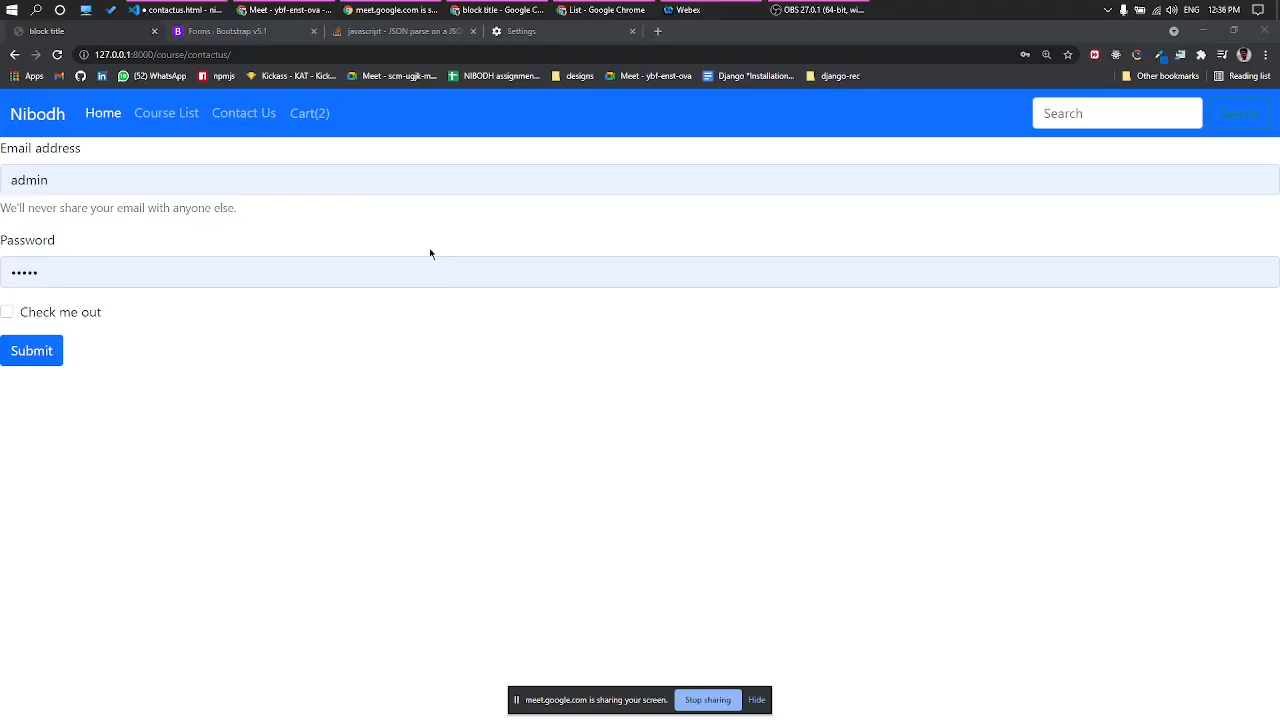 contactus.html - ni...
Meet - ybf-enst-ova -...
meet.google.com is s...
block title - Google C...
List - Google Chrome
Webex
OBS 27.0.1 (64-bit, wi...
ENG
12:36 PM
block title
Forms · Bootstrap v5.1
javascript - JSON parse on a JSO
Settings
127.0.0.1:8000/course/contactus/
Apps
(52) WhatsApp
npmjs
Kickass - KAT - Kick...
Meet - scm-ugjk-m...
NIBODH assignmen...
designs
Meet - ybf-enst-ova
Django "Installation...
django-rec
Other bookmarks
Reading list
Nibodh
Home
Course List
Contact Us
Cart(2)
Search
Search
Email address
admin
We'll never share your email with anyone else.
Password
Check me out
Submit
meet.google.com is sharing your screen.
Stop sharing
Hide